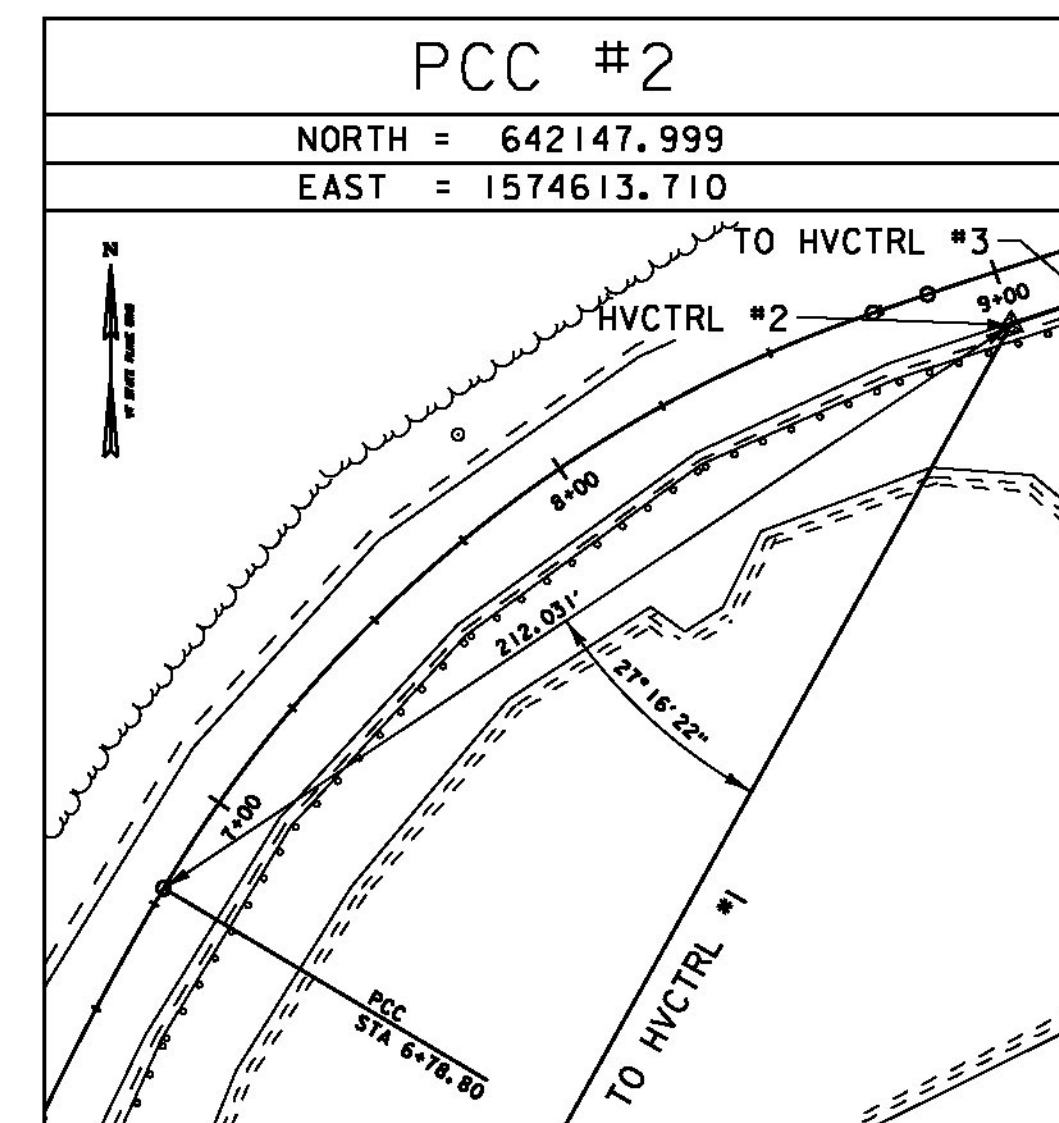 PCC #2
NORTH = 642147.999
EAST = 1574613.710
N
TO HVCTRL #3
9+00
HVCTRL #2
8+00
212.031'
27°16'22"
7+00
TO HVCTRL #1
PCC
STA 6+78.80